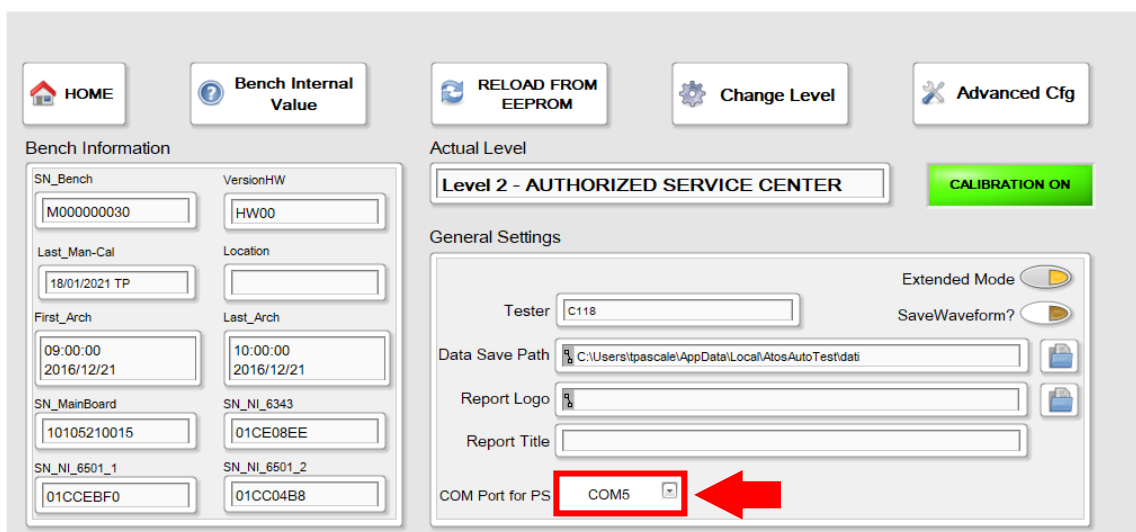 HOME
Bench Internal
Value
RELOAD FROM
EEPROM
Change Level
Advanced Cfg
Bench Information
SN_Bench
VersionHW
M000000030
HW00
Last_Man-Cal
Location
18/01/2021 TP
First_Arch
Last_Arch
09:00:00
2016/12/21
10:00:00
2016/12/21
SN_MainBoard
SN_NI_6343
10105210015
01CE08EE
SN_NI_6501_1
SN_NI_6501_2
01CCEBF0
01CC04B8
Actual Level
Level 2 - AUTHORIZED SERVICE CENTER
CALIBRATION ON
General Settings
Extended Mode
Tester
C118
SaveWaveform?
Data Save Path
C:\Users\tpascale\AppData\Local\AtosAutoTest\dati
Report Logo
Report Title
COM Port for PS
COM5